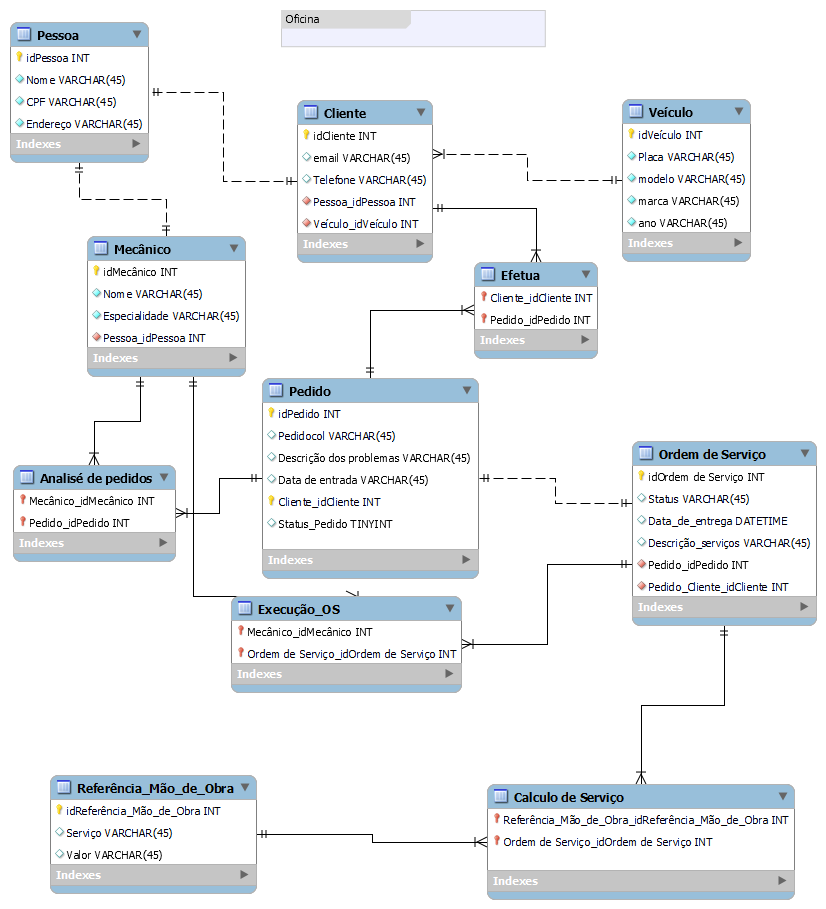 Oficina
Pessoa
idPessoa INT
Nome VARCHAR(45)
CPF VARCHAR(45)
Endereço VARCHAR(45)
Indexes
Cliente
idCliente INT
email VARCHAR(45)
Telefone VARCHAR(45)
Pessoa_idPessoa INT
Veículo_idVeículo INT
Indexes
Veículo
idVeículo INT
Placa VARCHAR(45)
modelo VARCHAR(45)
marca VARCHAR(45)
ano VARCHAR(45)
Indexes
Mecânico
idMecânico INT
Nome VARCHAR(45)
Especialidade VARCHAR(45)
Pessoa_idPessoa INT
Indexes
Efetua
Cliente_idCliente INT
Pedido_idPedido INT
Indexes
Pedido
idPedido INT
Pedidocol VARCHAR(45)
Descrição dos problemas VARCHAR(45)
Data de entrada VARCHAR(45)
Cliente_idCliente INT
Status_Pedido TINYINT
Indexes
Analisé de pedidos
Mecânico_idMecânico INT
Pedido_idPedido INT
Indexes
Ordem de Serviço
idOrdem de Serviço INT
Status VARCHAR(45)
Data_de_entrega DATETIME
Descrição_serviços VARCHAR(45)
Pedido_idPedido INT
Pedido_Cliente_idCliente INT
Indexes
Execução_OS
Mecânico_idMecânico INT
Ordem de Serviço_idOrdem de Serviço INT
Indexes
Referência_Mão_de_Obra
idReferência_Mão_de_Obra INT
Serviço VARCHAR(45)
Valor VARCHAR(45)
Indexes
Calculo de Serviço
Referência_Mão_de_Obra_idReferência_Mão_de_Obra INT
Ordem de Serviço_idOrdem de Serviço INT
Indexes